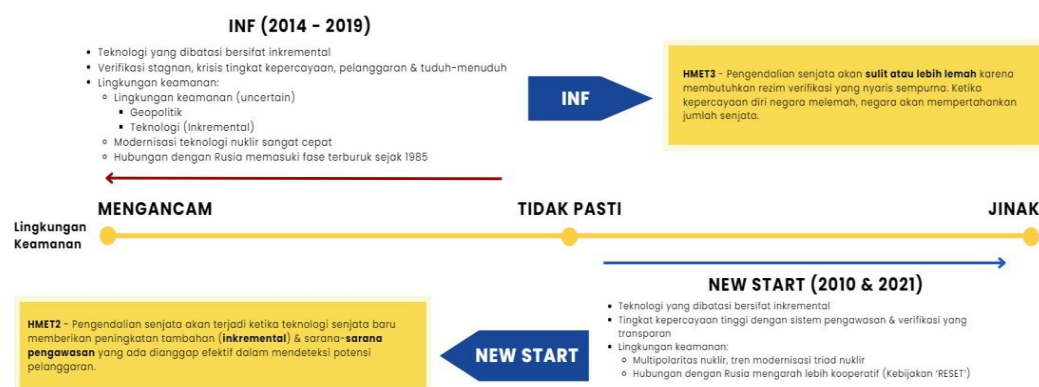 INF (2014 - 2019)
• Teknologi yang dibatasi bersifat inkremental
• Verifikasi stagnan, krisis tingkat kepercayaan, pelanggaran & tuduh-menuduh
• Lingkungan keamanan:
◦ Lingkungan keamanan (uncertain)
▪ Geopolitik
▪ Teknologi (Inkremental)
◦ Modernisasi teknologi nuklir sangat cepat
◦ Hubungan dengan Rusia memasuki fase terburuk sejak 1985
INF
HMET3 - Pengendalian senjata akan sulit atau lebih lemah karena
membutuhkan rezim verifikasi yang nyaris sempurna. Ketika
kepercayaan diri negara melemah, negara akan mempertahankan
jumlah senjata.
MENGANCAM
TIDAK PASTI
JINAK
Lingkungan
Keamanan
NEW START (2010 & 2021)
• Teknologi yang dibatasi bersifat inkremental
• Tingkat kepercayaan tinggi dengan sistem pengawasan & verifikasi yang
transparan
• Lingkungan keamanan:
◦ Multipolaritas nuklir, tren modernisasi triad nuklir
◦ Hubungan dengan Rusia mengarah lebih kooperatif (Kebijakan 'RESET')
HMET2 - Pengendalian senjata akan terjadi ketika teknologi senjata baru
memberikan peningkatan tambahan (inkremental) & sarana-sarana
pengawasan yang ada dianggap efektif dalam mendeteksi potensi
pelanggaran.
NEW START